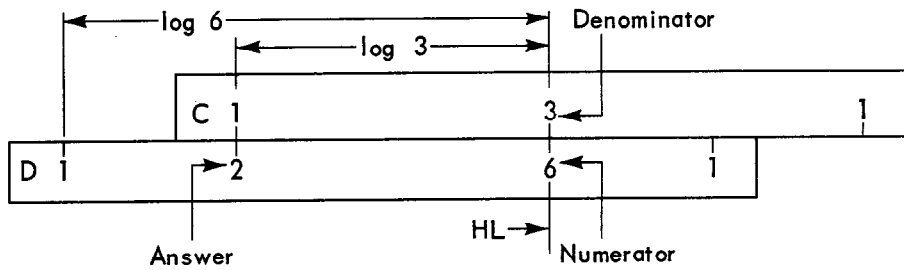 log 6
Denominator
log 3
C 1 3 1
D 1 2 6 1
HL
Answer
Numerator